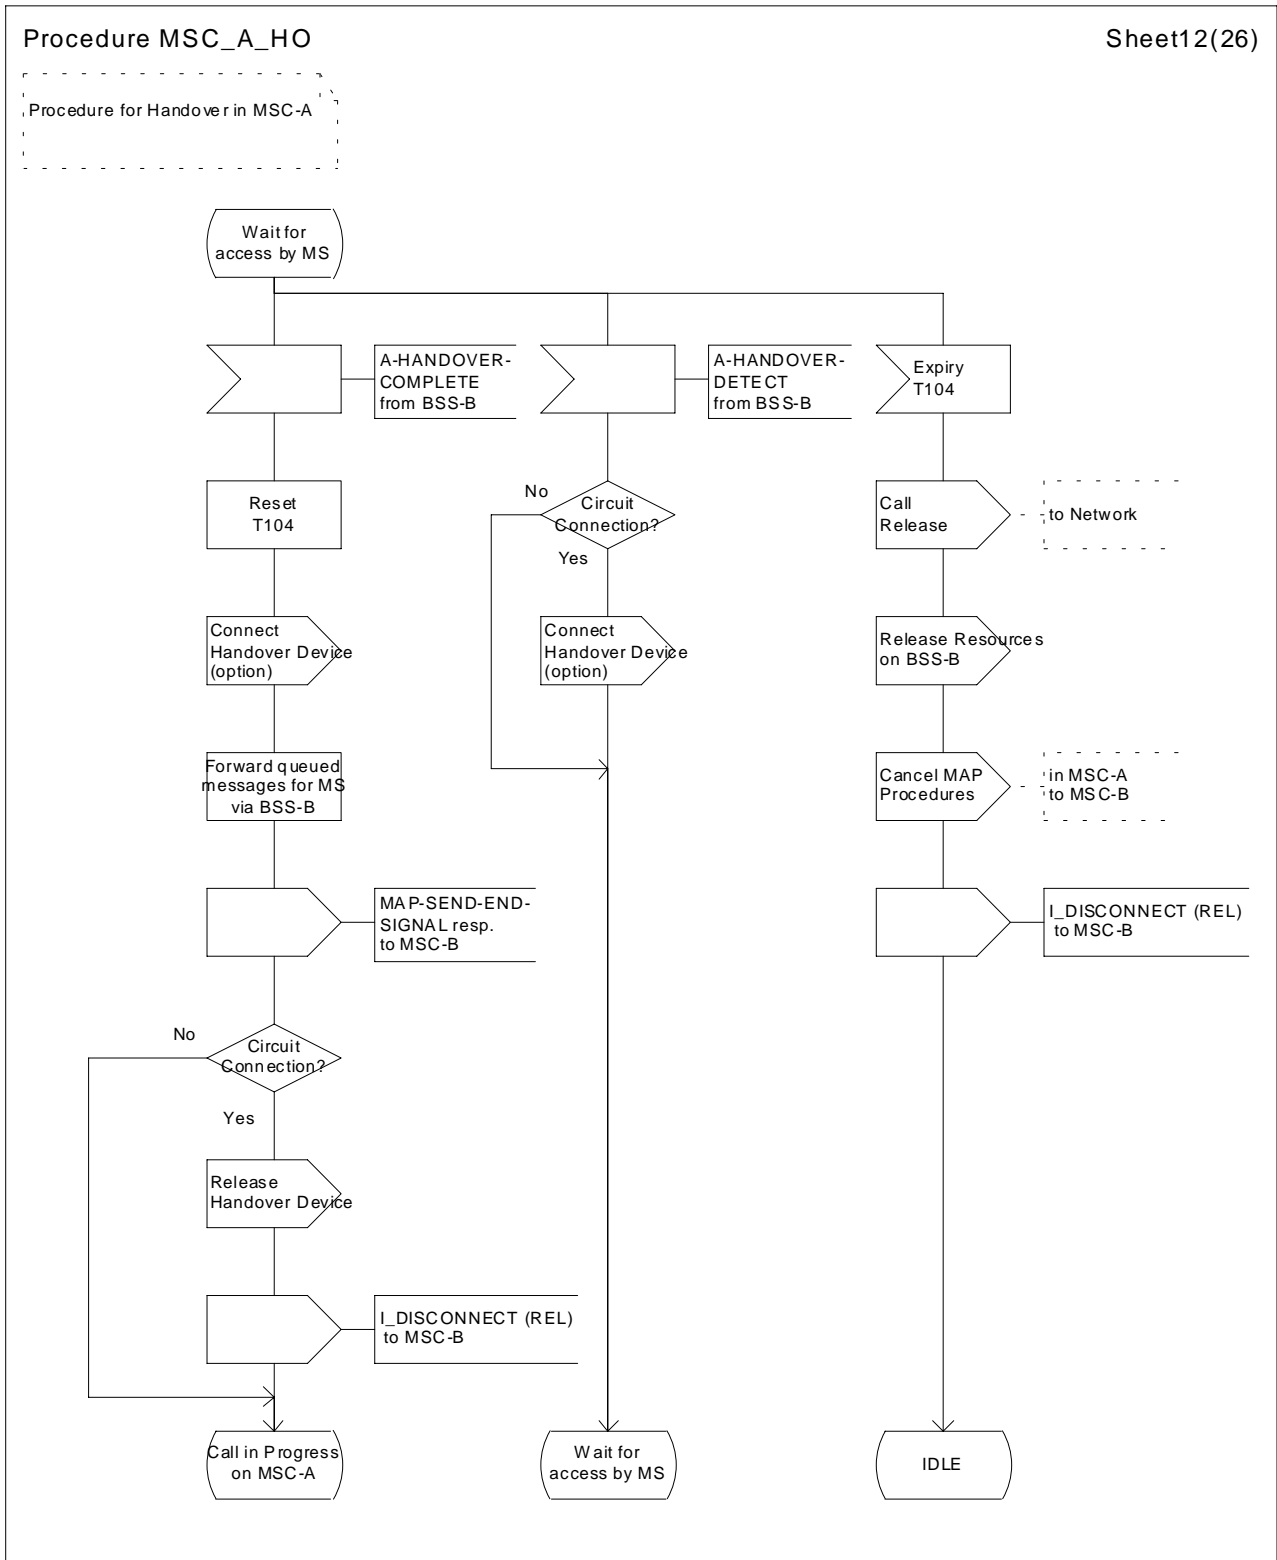 Procedure MSC_A_HO
Sheet12(26)
Procedure for Handover in MSC-A
Wait for
access by MS
A-HANDOVER-
COMPLETE
from BSS-B
A-HANDOVER-
DETECT
from BSS-B
Expiry
T104
Reset
T104
No
Circuit
Connection?
Yes
Call
Release
to Network
Connect
Handover Device
(option)
Connect
Handover Device
(option)
Release Resources
on BSS-B
Forward queued
messages for MS
via BSS-B
Cancel MAP
Procedures
in MSC-A
to MSC-B
MAP-SEND-END-
SIGNAL resp.
to MSC-B
I_DISCONNECT (REL)
to MSC-B
No
Circuit
Connection?
Yes
Release
Handover Device
I_DISCONNECT (REL)
to MSC-B
Call in Progress
on MSC-A
Wait for
access by MS
IDLE